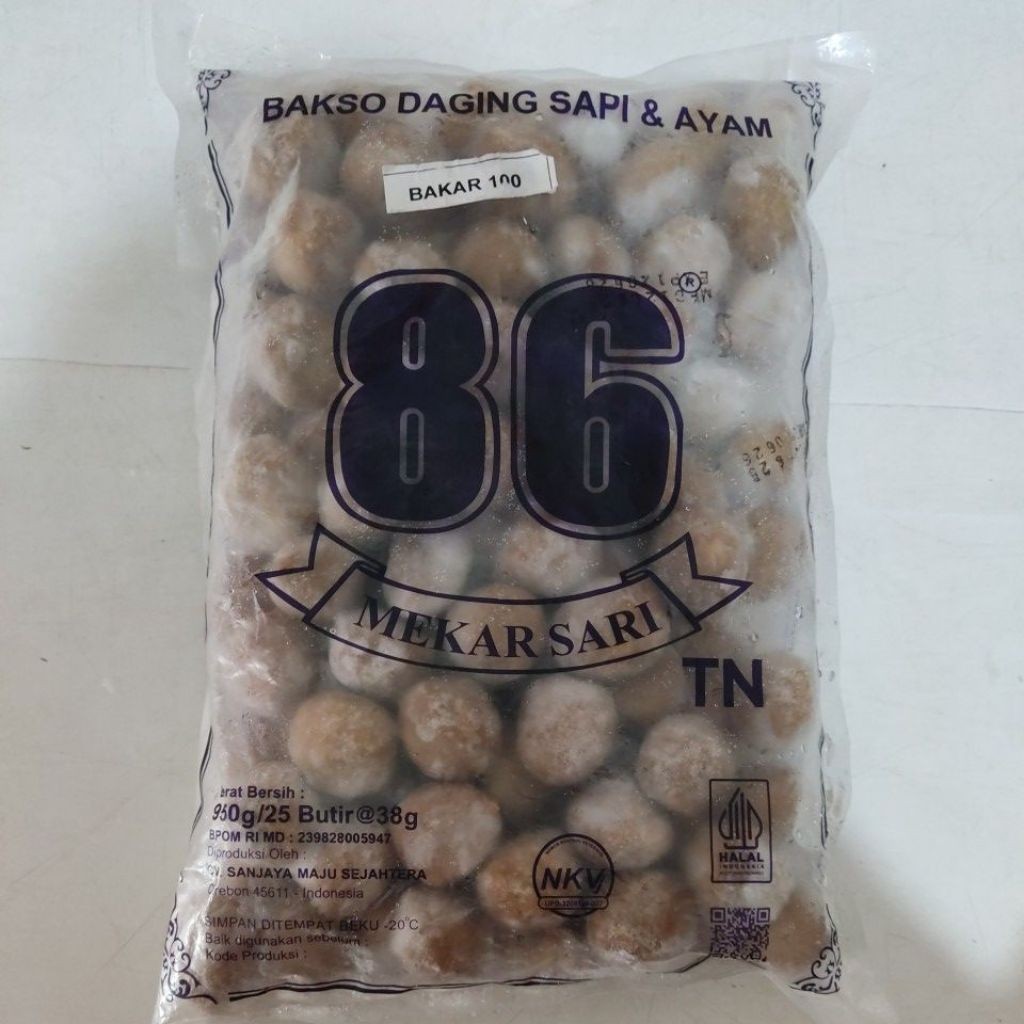 BAKSO DAGING SAPI & AYAM
BAKAR 100
86
®
MEKAR SARI
TN
erat Bersih :
950g/25 Butir@38g
BPOM RI MD : 239828005947
Diproduksi Oleh :
CV. SANJAYA MAJU SEJAHTERA
Cirebon 45611 - Indonesia
SIMPAN DITEMPAT BEKU -20°C
Baik digunakan sebelum :
Kode Produksi :
NKV
HALAL
INDONESIA